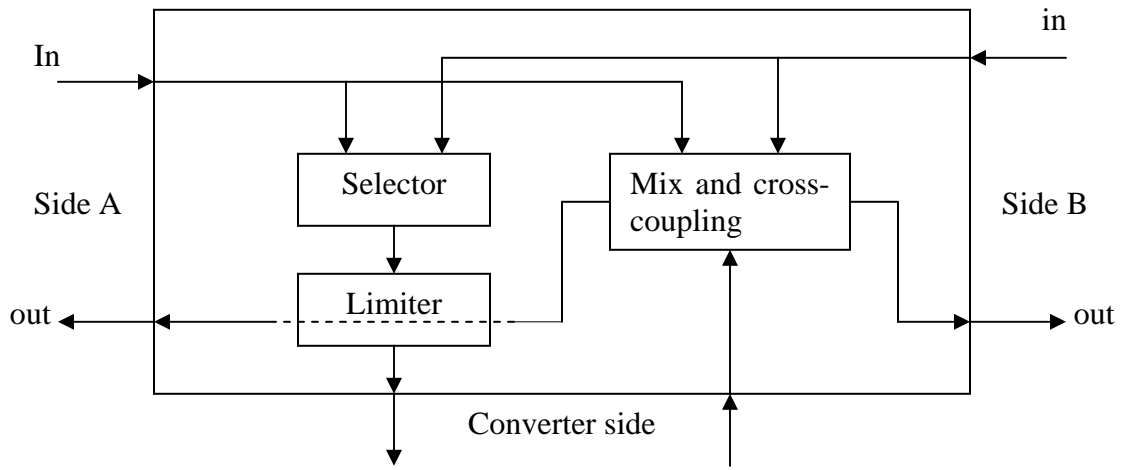 in
In
Selector
Mix and cross-
coupling
Side A
Side B
Limiter
out
out
Converter side